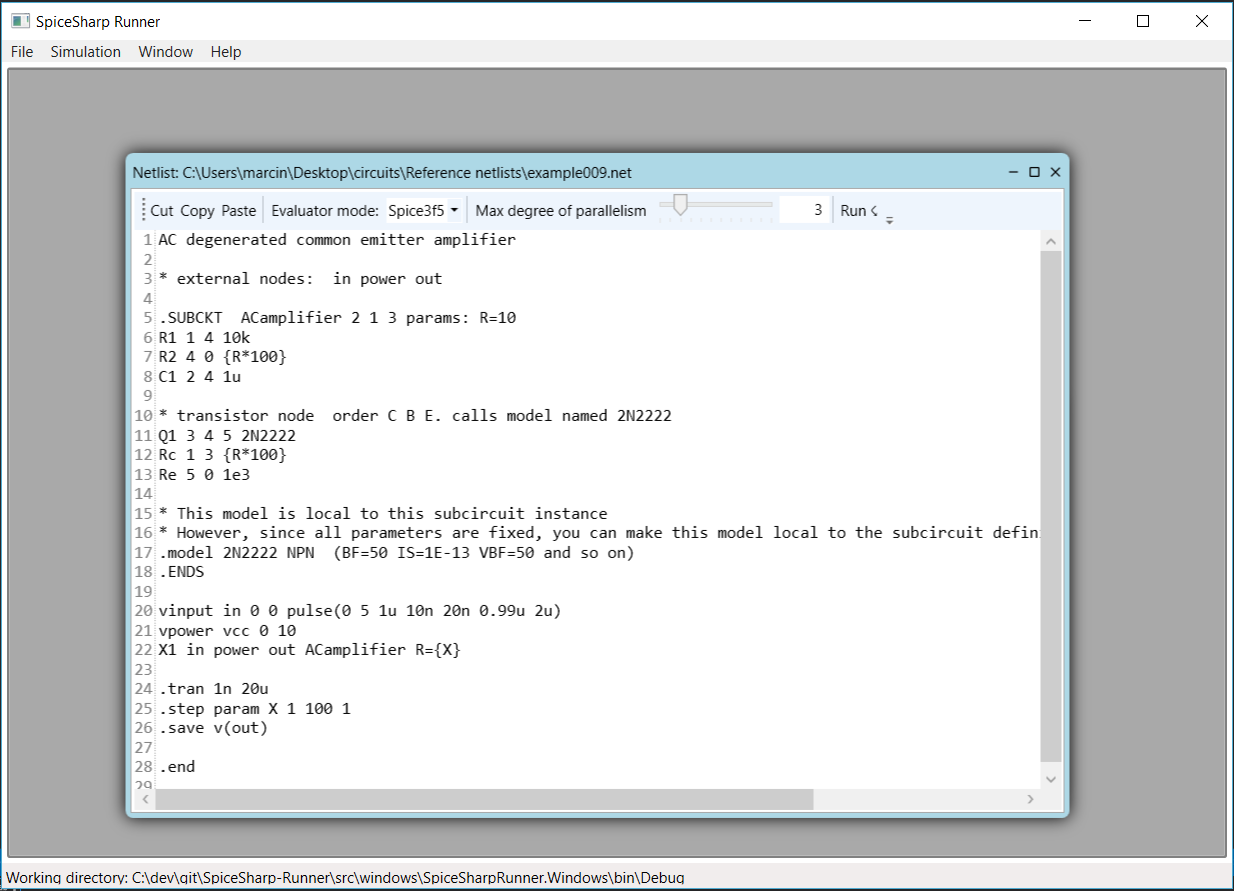 SpiceSharp Runner
File Simulation Window Help
Netlist: C:\Users\marcin\Desktop\circuits\Reference netlists\example009.net
Cut Copy Paste Evaluator mode: Spice3f5 Max degree of parallelism 3 Run
1 AC degenerated common emitter amplifier
2
3 * external nodes:  in power out
4
5 .SUBCKT  ACamplifier 2 1 3 params: R=10
6 R1 1 4 10k
7 R2 4 0 {R*100}
8 C1 2 4 1u
9
10 * transistor node  order C B E. calls model named 2N2222
11 Q1 3 4 5 2N2222
12 Rc 1 3 {R*100}
13 Re 5 0 1e3
14
15 * This model is local to this subcircuit instance
16 * However, since all parameters are fixed, you can make this model local to the subcircuit defin
17 .model 2N2222 NPN  (BF=50 IS=1E-13 VBF=50 and so on)
18 .ENDS
19
20 vinput in 0 0 pulse(0 5 1u 10n 20n 0.99u 2u)
21 vpower vcc 0 10
22 X1 in power out ACamplifier R={X}
23
24 .tran 1n 20u
25 .step param X 1 100 1
26 .save v(out)
27
28 .end
29
Working directory: C:\dev\git\SpiceSharp-Runner\src\windows\SpiceSharpRunner.Windows\bin\Debug